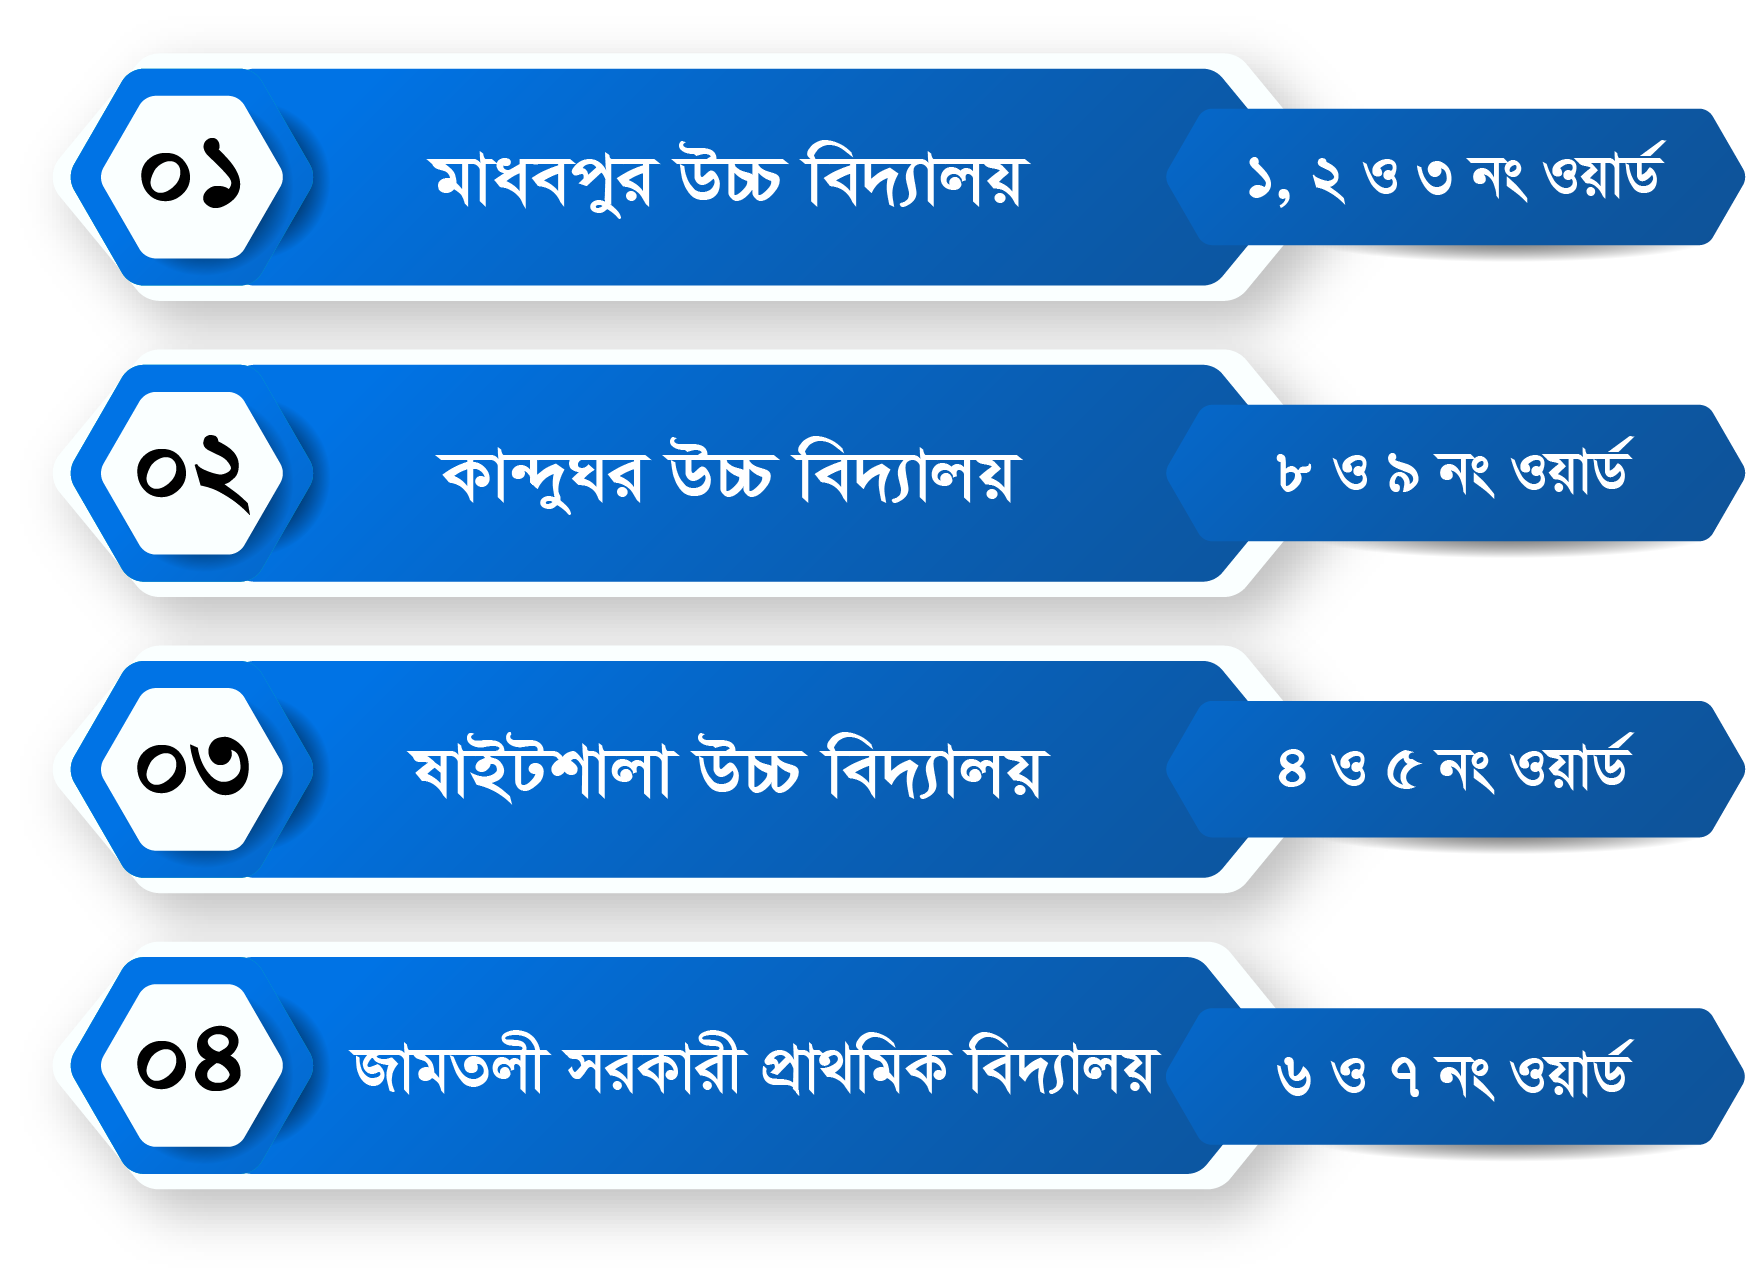 ০১ মাধবপুর উচ্চ বিদ্যালয় ১, ২ ও ৩ নং ওয়ার্ড
০২ কান্দুঘর উচ্চ বিদ্যালয় ৮ ও ৯ নং ওয়ার্ড
০৩ ষাইটশালা উচ্চ বিদ্যালয় ৪ ও ৫ নং ওয়ার্ড
০৪ জামতলী সরকারী প্রাথমিক বিদ্যালয় ৬ ও ৭ নং ওয়ার্ড